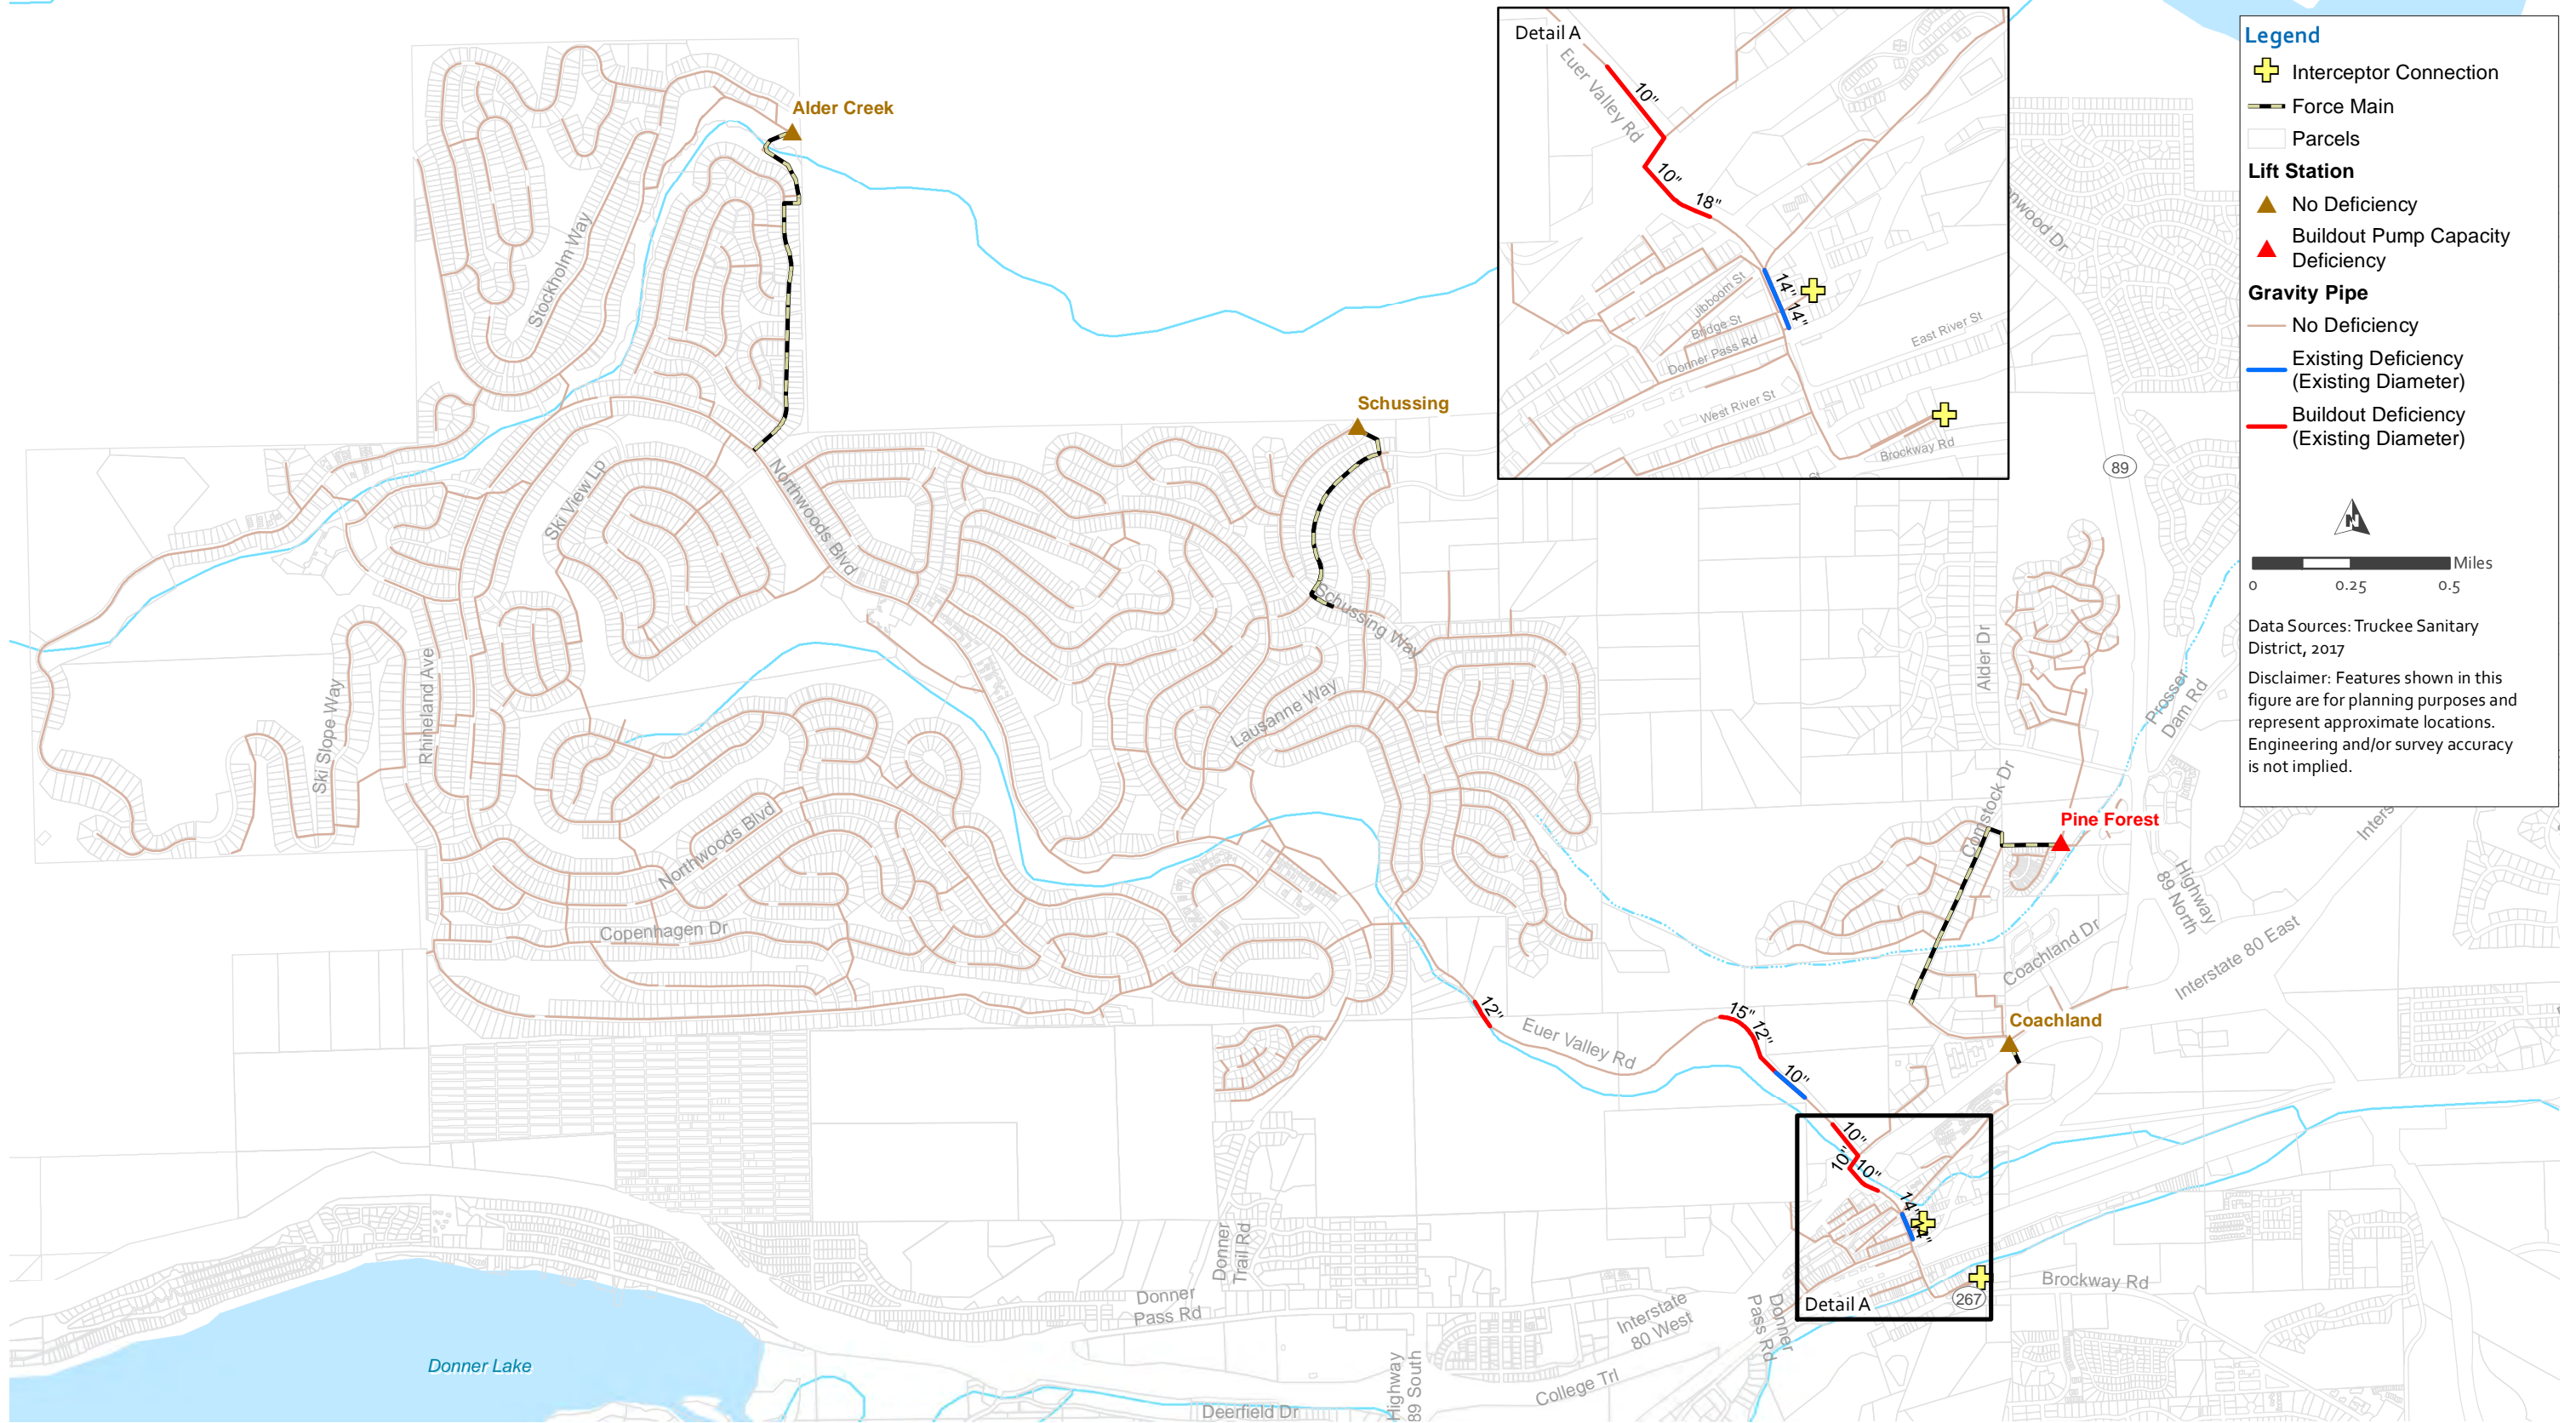 Detail A
Euer Valley Rd
10"
10"
18"
14"
14"
Jibboom St
Bridge St
Donner Pass Rd
East River St
West River St
Brockway Rd
St
Legend
Interceptor Connection
Force Main
Parcels
Lift Station
No Deficiency
Buildout Pump Capacity
Deficiency
Gravity Pipe
No Deficiency
Existing Deficiency
(Existing Diameter)
Buildout Deficiency
(Existing Diameter)
N
Miles
0
0.25
0.5
Data Sources: Truckee Sanitary
District, 2017
Disclaimer: Features shown in this
figure are for planning purposes and
represent approximate locations.
Engineering and/or survey accuracy
is not implied.
Alder Creek
Stockholm Way
Schussing
Ski View Lp
Northwoods Blvd
Schussing Way
Lausanne Way
Rhineland Ave
Ski Slope Way
Northwoods Blvd
Copenhagen Dr
nwood Dr
89
Alder Dr
Prosser
Dam Rd
Comstock Dr
Pine Forest
Inters
Highway
89 North
Coachland Dr
Interstate 80 East
Coachland
12"
Euer Valley Rd
15"
12"
10"
10"
10"
10"
14"
14"
Detail A
267
Brockway Rd
Donner
Trail Rd
Donner
Pass Rd
Interstate
80 West
Donner
Pass Rd
Donner Lake
Highway
89 South
College Trl
Deerfield Dr